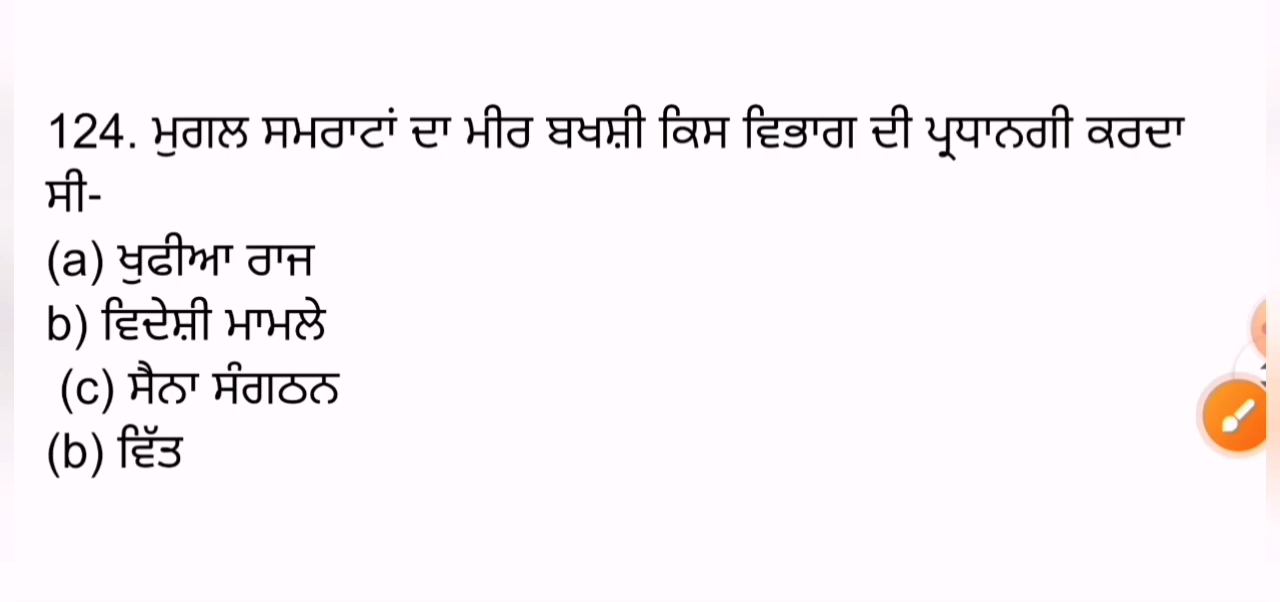 124. ਮੁਗਲ ਸਮਰਾਟਾਂ ਦਾ ਮੀਰ ਬਖਸ਼ੀ ਕਿਸ ਵਿਭਾਗ ਦੀ ਪ੍ਰਧਾਨਗੀ ਕਰਦਾ
ਸੀ-
(a) ਖੁਫੀਆ ਰਾਜ
b) ਵਿਦੇਸ਼ੀ ਮਾਮਲੇ
(c) ਸੈਨਾ ਸੰਗਠਨ
(b) ਵਿੱਤ